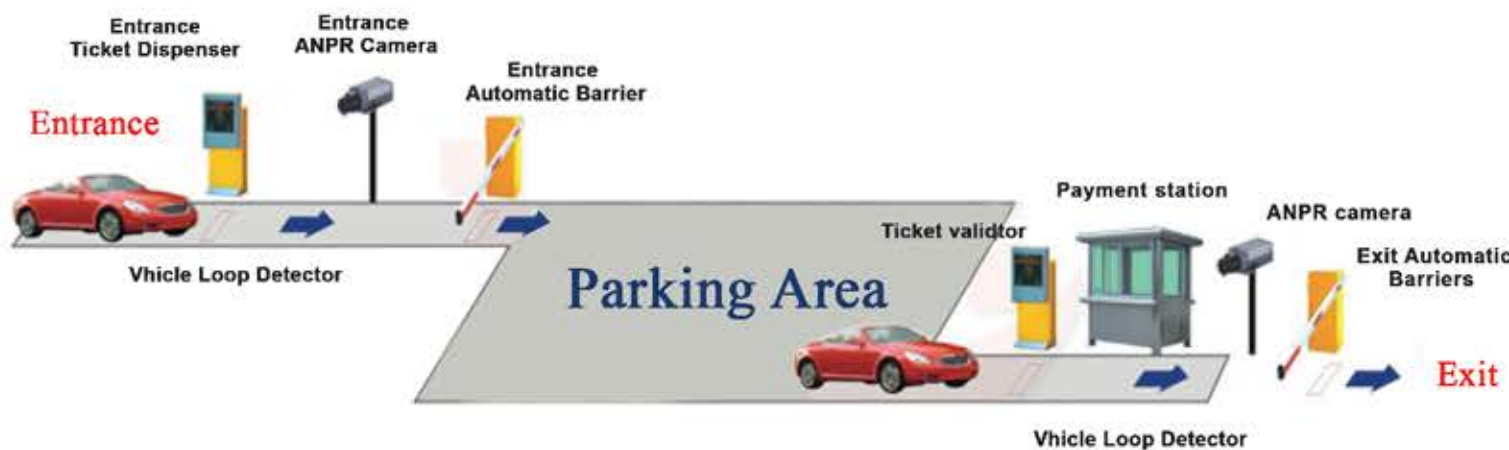 Entrance
Ticket Dispenser
Entrance
ANPR Camera
Entrance
Automatic Barrier
Entrance
Vhicle Loop Detector
Parking Area
Ticket validtor
Payment station
ANPR camera
Exit Automatic
Barriers
Exit
Vhicle Loop Detector